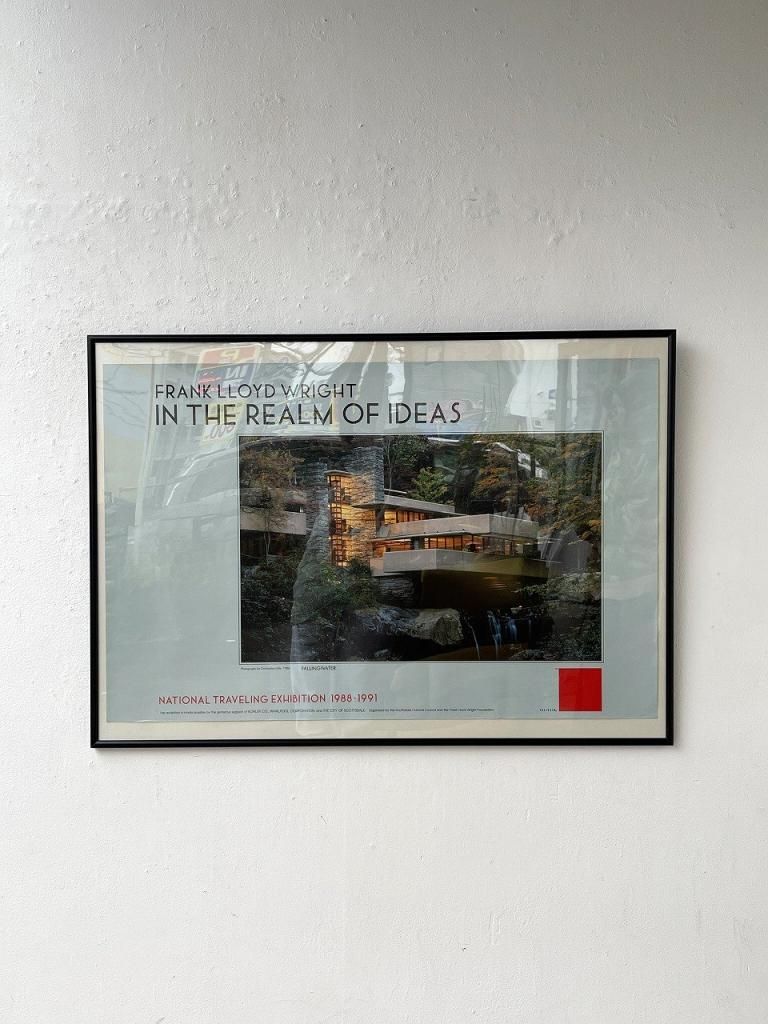 FRANK LLOYD WRIGHT
IN THE REALM OF IDEAS
FALLINGWATER
NATIONAL TRAVELING EXHIBITION 1988-1991